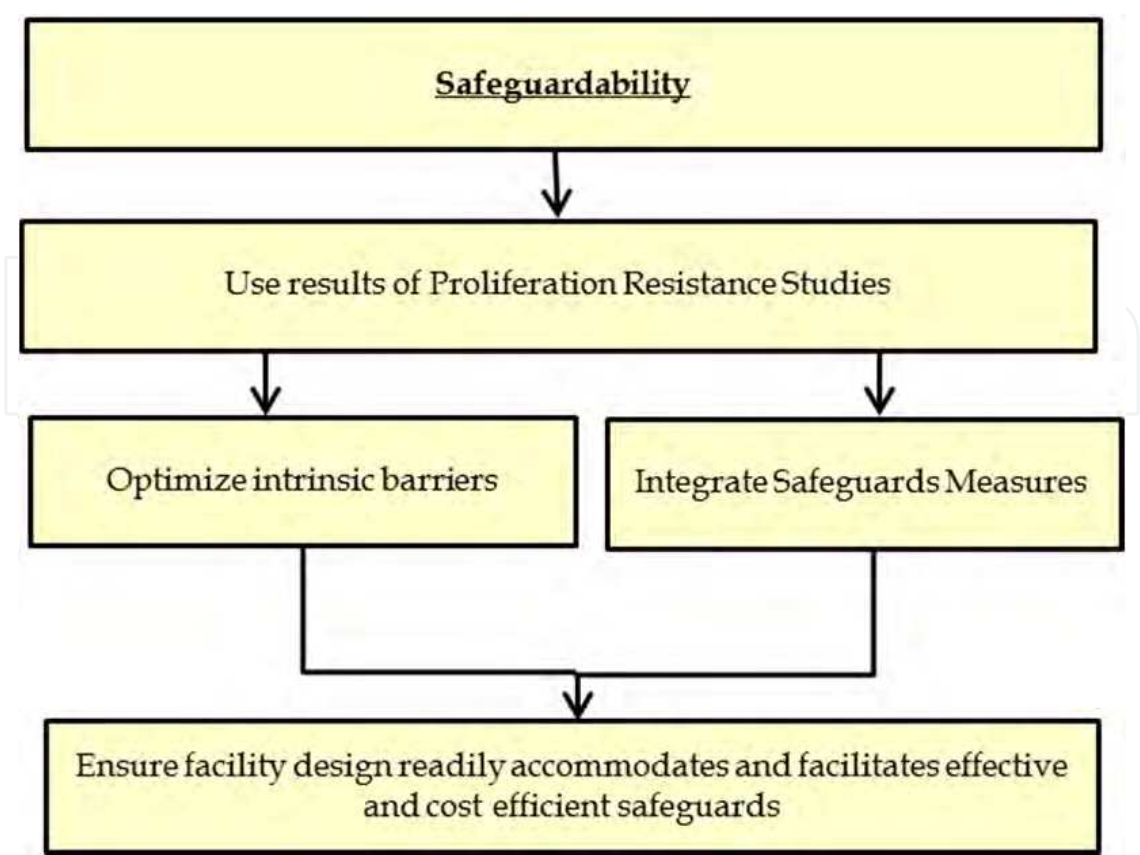 Safeguardability
Use results of Proliferation Resistance Studies
Optimize intrinsic barriers
Integrate Safeguards Measures
Ensure facility design readily accommodates and facilitates effective
and cost efficient safeguards